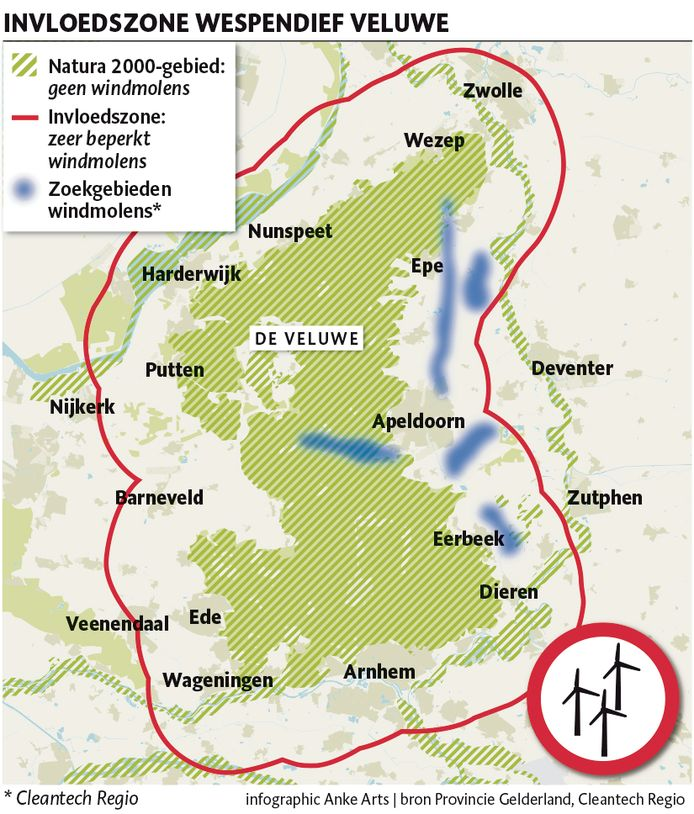 INVLOEDSZONE WESPENDIEF VELUWE
Natura 2000-gebied:
geen windmolens
Invloedszone:
zeer beperkt
windmolens
Zoekgebieden
windmolens*
Zwolle
Wezep
Nunspeet
Harderwijk
Epe
DE VELUWE
Putten
Deventer
Nijkerk
Apeldoorn
Barneveld
Zutphen
Eerbeek
Dieren
Ede
Veenendaal
Arnhem
Wageningen
* Cleantech Regio
infographic Anke Arts | bron Provincie Gelderland, Cleantech Regio